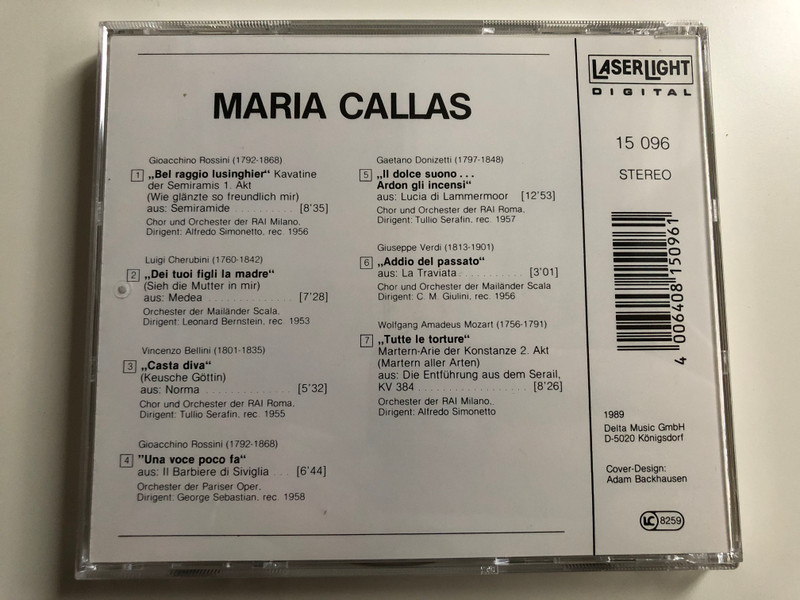 MARIA CALLAS
Gioacchino Rossini (1792-1868)
1 „Bel raggio lusinghier“ Kavatine
der Semiramis 1. Akt
(Wie glänzte so freundlich mir)
aus: Semiramide ........... [8'35]
Chor und Orchester der RAI Milano,
Dirigent: Alfredo Simonetto, rec. 1956
Luigi Cherubini (1760-1842)
2 „Dei tuoi figli la madre“
(Sieh die Mutter in mir)
aus: Medea ............... [7'28]
Orchester der Mailänder Scala,
Dirigent: Leonard Bernstein, rec. 1953
Vincenzo Bellini (1801-1835)
3 „Casta diva“
(Keusche Göttin)
aus: Norma ............... [5'32]
Chor und Orchester der RAI Roma,
Dirigent: Tullio Serafin, rec. 1955
Gioacchino Rossini (1792-1868)
4 "Una voce poco fa“
aus: Il Barbiere di Siviglia ... [6'44]
Orchester der Pariser Oper,
Dirigent: George Sebastian, rec. 1958
Gaetano Donizetti (1797-1848)
5 „Il dolce suono ...
Ardon gli incensi“
aus: Lucia di Lammermoor [12'53]
Chor und Orchester der RAI Roma,
Dirigent: Tullio Serafin, rec. 1957
Giuseppe Verdi (1813-1901)
6 „Addio del passato“
aus: La Traviata ............ [3'01]
Chor und Orchester der Mailänder Scala
Dirigent: C. M. Giulini, rec. 1956
Wolfgang Amadeus Mozart (1756-1791)
7 „Tutte le torture“
Martern-Arie der Konstanze 2. Akt
(Martern aller Arten)
aus: Die Entführung aus dem Serail,
KV 384 .................. [8'26]
Orchester der RAI Milano,.
Dirigent: Alfredo Simonetto
LASERLIGHT
DIGITAL
15 096
STEREO
4 006408 150961
1989
Delta Music GmbH
D-5020 Königsdorf
Cover-Design:
Adam Backhausen
LC 8259